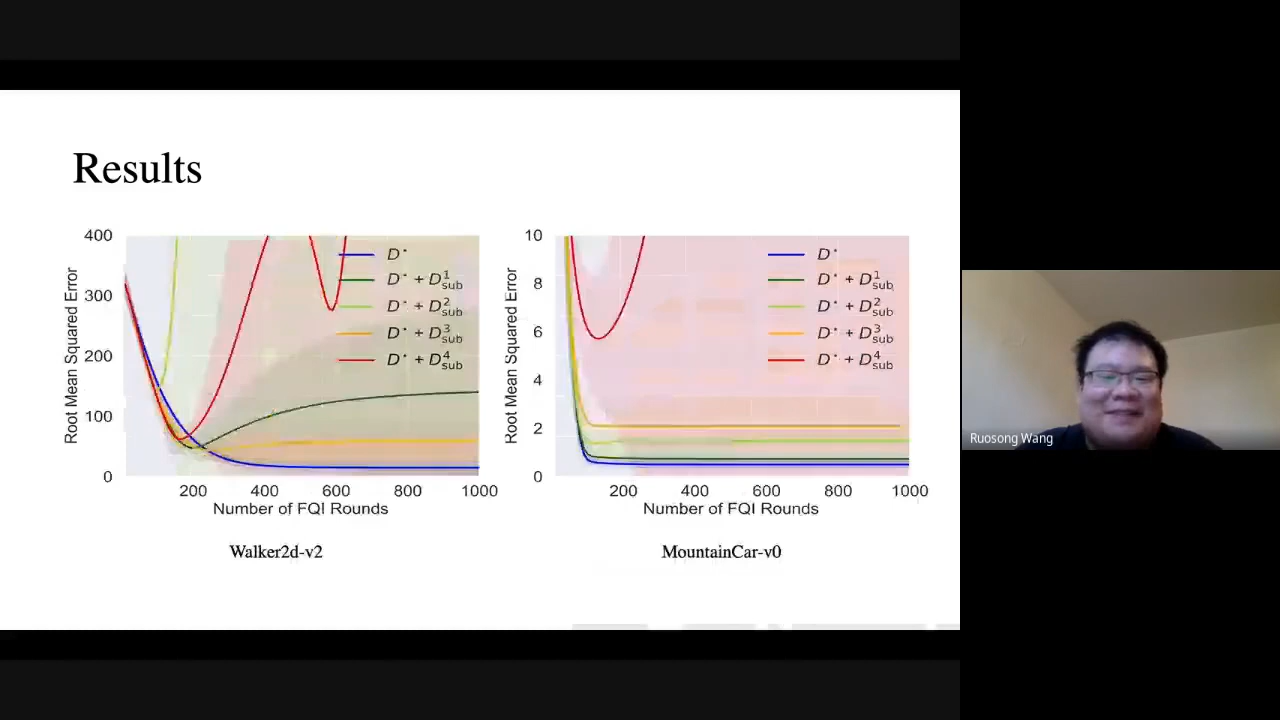 Results
400
300
200
100
0
Root Mean Squared Error
D*
D* + D¹sub
D* + D²sub
D* + D³sub
D* + D⁴sub
200 400 600 800 1000
Number of FQI Rounds
Walker2d-v2
10
8
6
4
2
0
Root Mean Squared Error
D*
D* + D¹sub
D* + D²sub
D* + D³sub
D* + D⁴sub
200 400 600 800 1000
Number of FQI Rounds
MountainCar-v0
Ruosong Wang